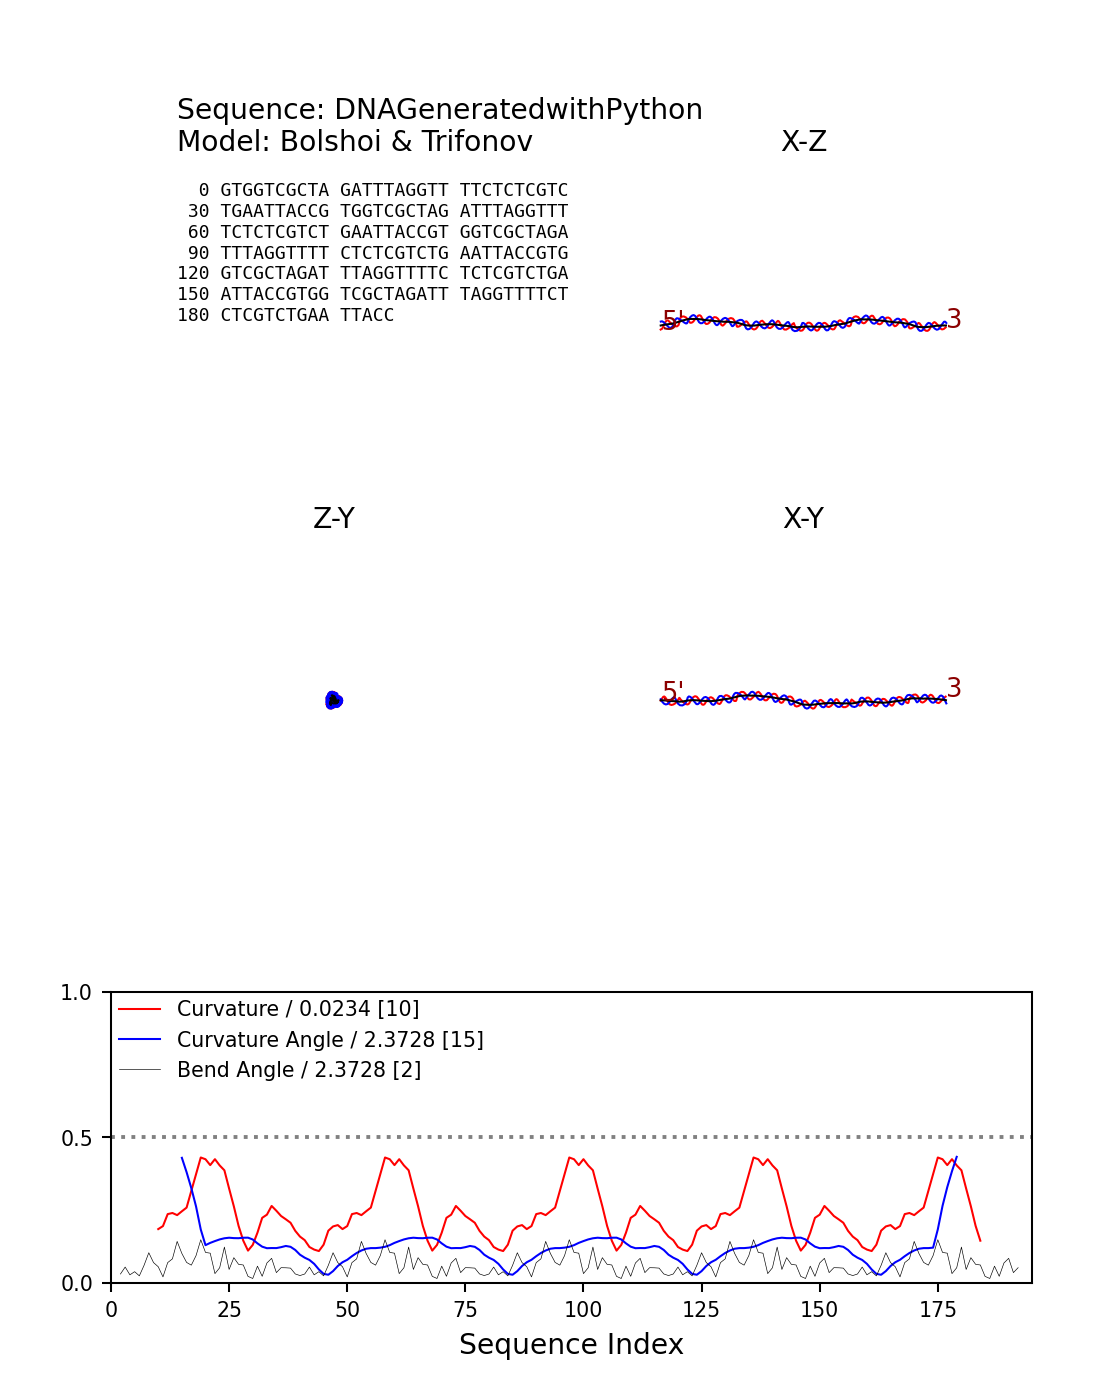 Sequence: DNAGeneratedwithPython
Model: Bolshoi & Trifonov
X-Z
0 GTGGTCGCTA GATTTAGGTT TTCTCTCGTC
30 TGAATTACCG TGGTCGCTAG ATTTAGGTTT
60 TCTCTCGTCT GAATTACCGT GGTCGCTAGA
90 TTTAGGTTTT CTCTCGTCTG AATTACCGTG
120 GTCGCTAGAT TTAGGTTTTC TCTCGTCTGA
150 ATTACCGTGG TCGCTAGATT TAGGTTTTCT
180 CTCGTCTGAA TTACC
5' 3
Z-Y
X-Y
5' 3
1.0
Curvature / 0.0234 [10]
Curvature Angle / 2.3728 [15]
Bend Angle / 2.3728 [2]
0.5
0.0
0 25 50 75 100 125 150 175
Sequence Index